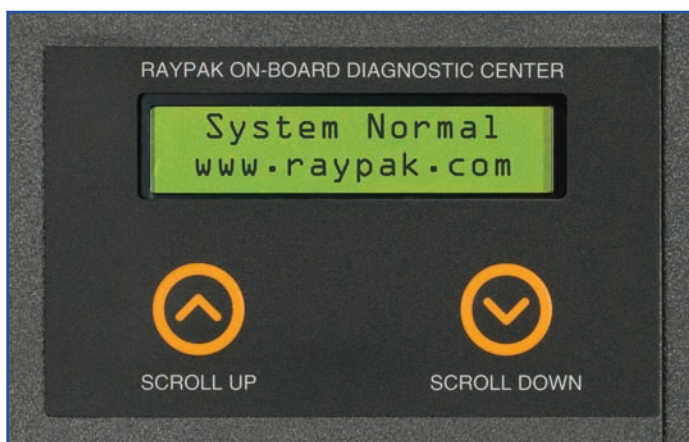 RAYPAK ON-BOARD DIAGNOSTIC CENTER
System Normal
www.raypak.com
SCROLL UP
SCROLL DOWN